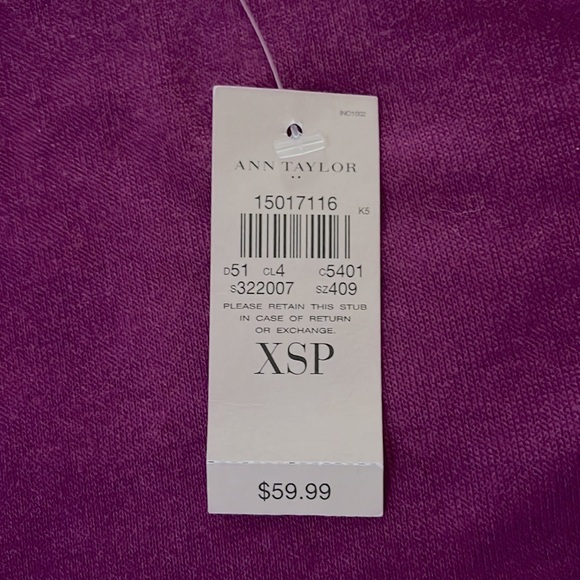 INO1002
ANN TAYLOR
15017116
K5
D51 CL4 C5401
S322007 SZ409
PLEASE RETAIN THIS STUB
IN CASE OF RETURN
OR EXCHANGE.
XSP
$59.99